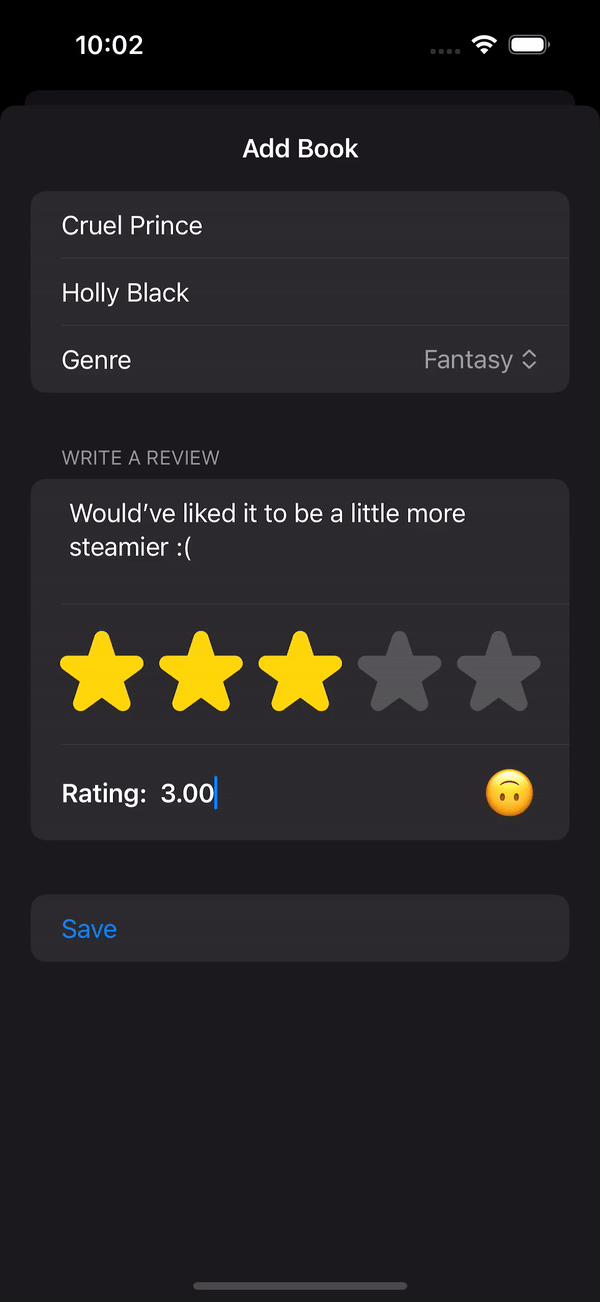 10:02
Add Book
Cruel Prince
Holly Black
Genre Fantasy
WRITE A REVIEW
Would’ve liked it to be a little more
steamier :(
Rating: 3.00
Save